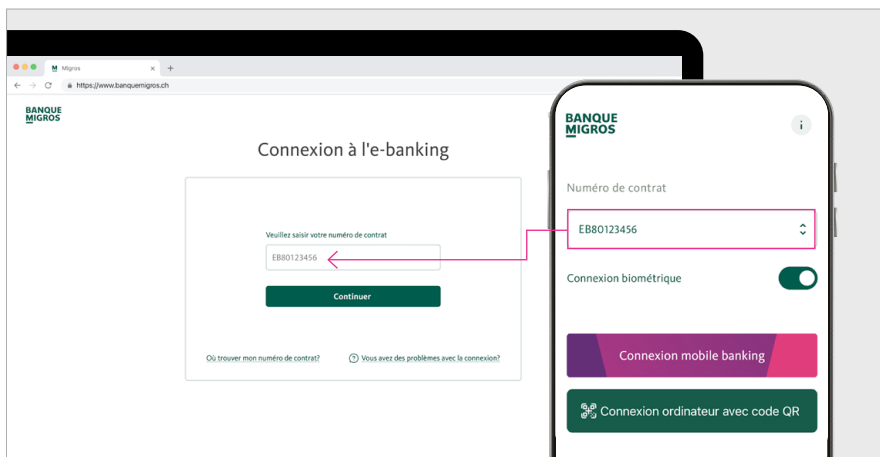 Migros
https://www.banquemigros.ch
BANQUE
MIGROS
Connexion à l'e-banking
Veuillez saisir votre numéro de contrat
EB80123456
Continuer
Où trouver mon numéro de contrat?
Vous avez des problèmes avec la connexion?
BANQUE
MIGROS
i
Numéro de contrat
EB80123456
Connexion biométrique
Connexion mobile banking
Connexion ordinateur avec code QR